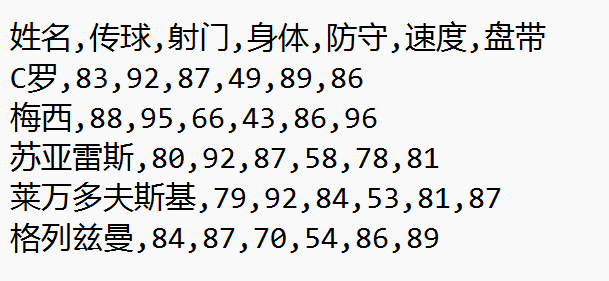 姓名,传球,射门,身体,防守,速度,盘带
C罗,83,92,87,49,89,86
梅西,88,95,66,43,86,96
苏亚雷斯,80,92,87,58,78,81
莱万多夫斯基,79,92,84,53,81,87
格列兹曼,84,87,70,54,86,89